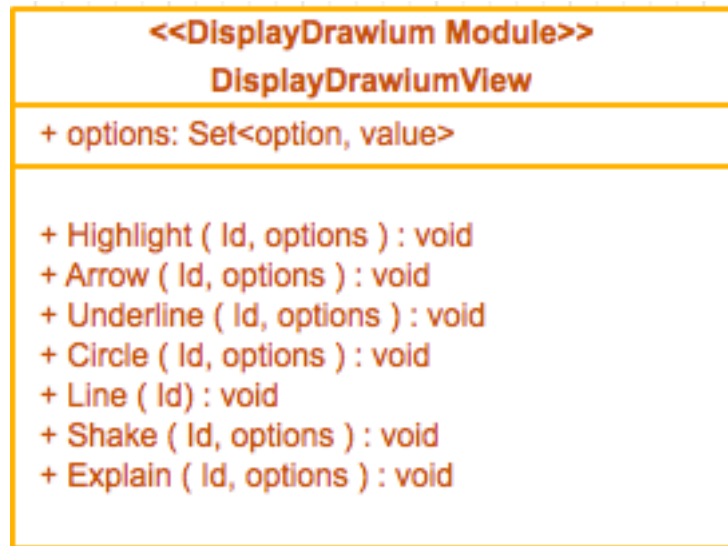 <<DisplayDrawium Module>>
DisplayDrawiumView
+ options: Set<option, value>
+ Highlight ( Id, options ) : void
+ Arrow ( Id, options ) : void
+ Underline ( Id, options ) : void
+ Circle ( Id, options ) : void
+ Line ( Id) : void
+ Shake ( Id, options ) : void
+ Explain ( Id, options ) : void